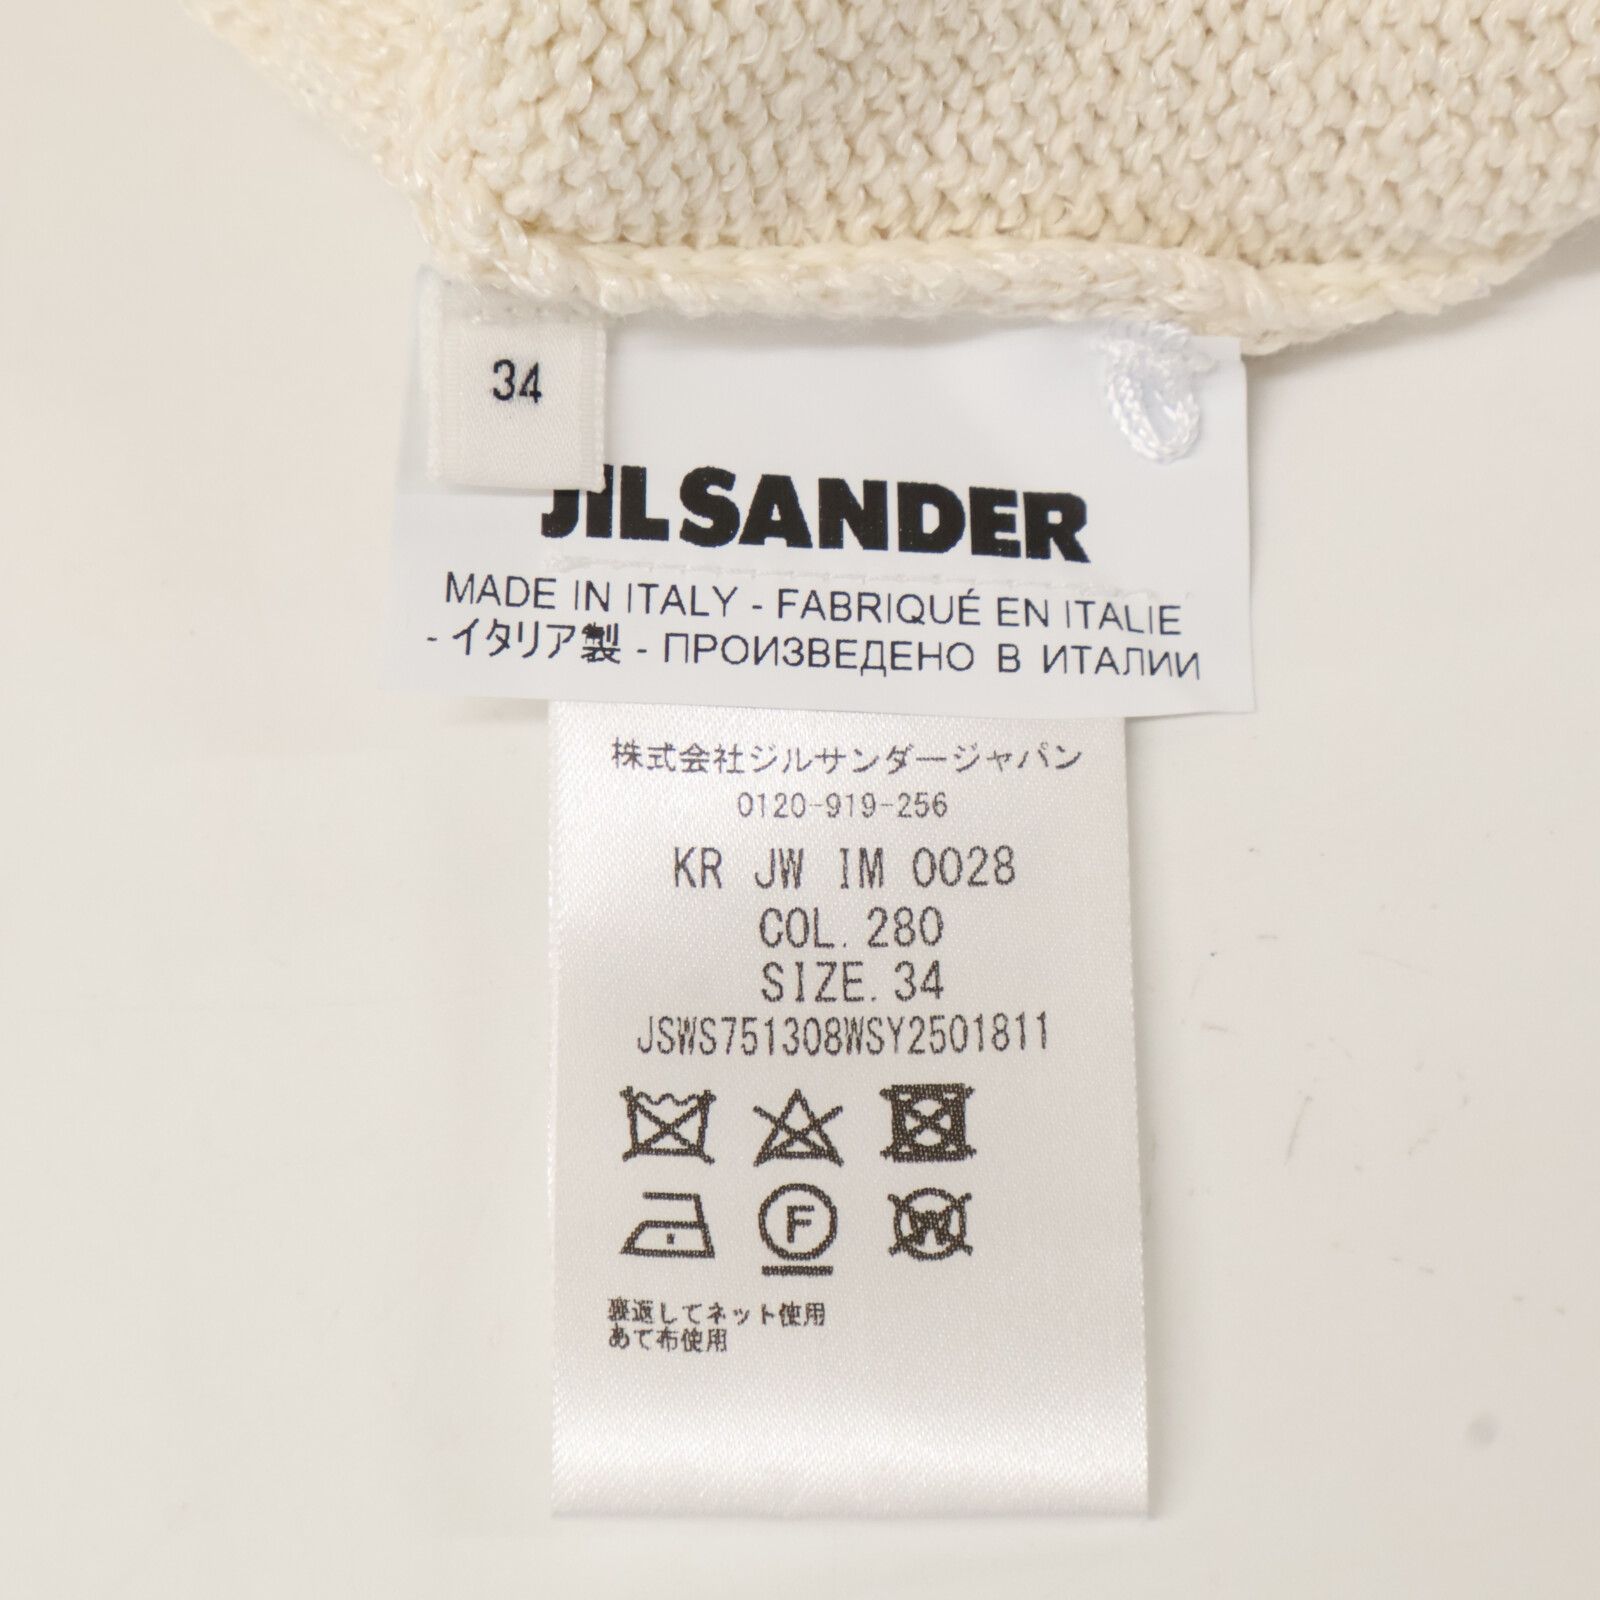 34
JIL SANDER
MADE IN ITALY - FABRIQUÉ EN ITALIE
- イタリア製 - ПРОИЗВЕДЕНО В ИТАЛИИ
株式会社ジルサンダージャパン
0120-919-256
KR JW IM 0028
COL. 280
SIZE. 34
JSWS751308WSY2501811
F
W
裏返してネット使用
あて布使用